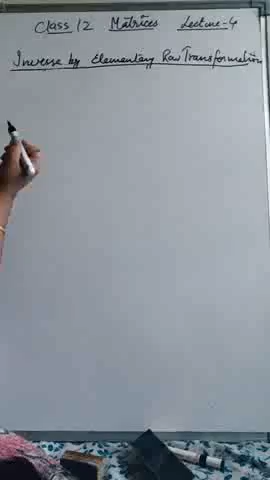 Class 12 Matrices Lecture-4
Inverse by Elementary Row Transformation